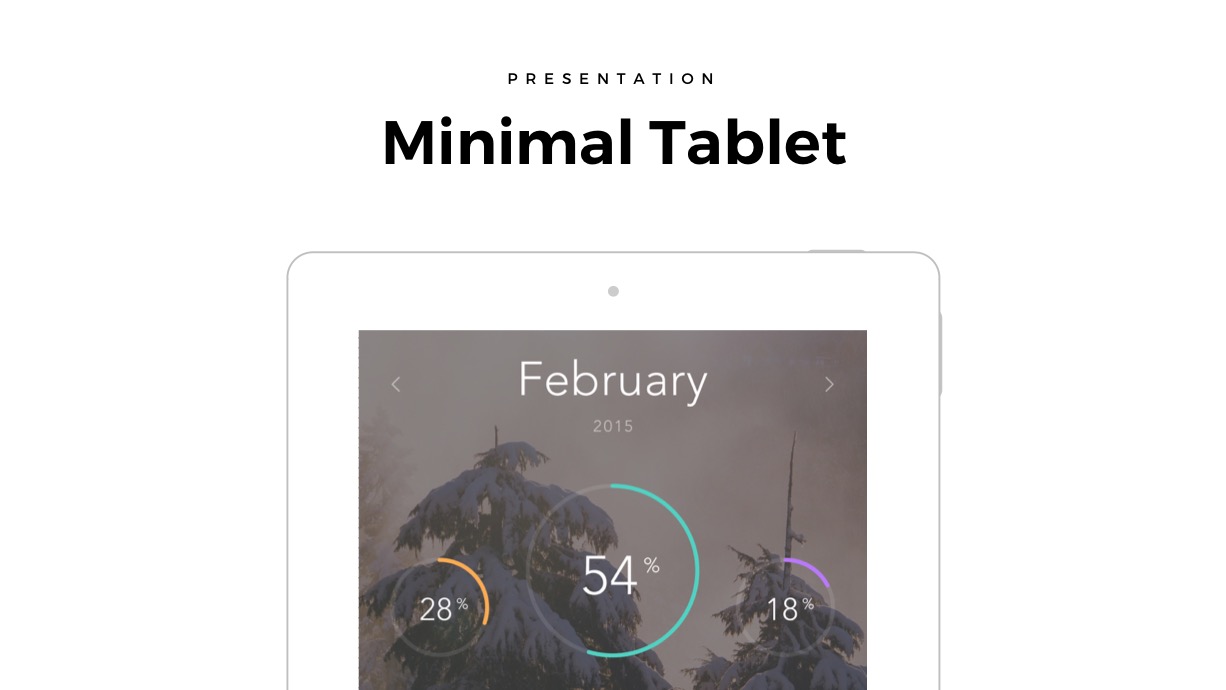 PRESENTATION
Minimal Tablet
February
2015
54%
28%
18%